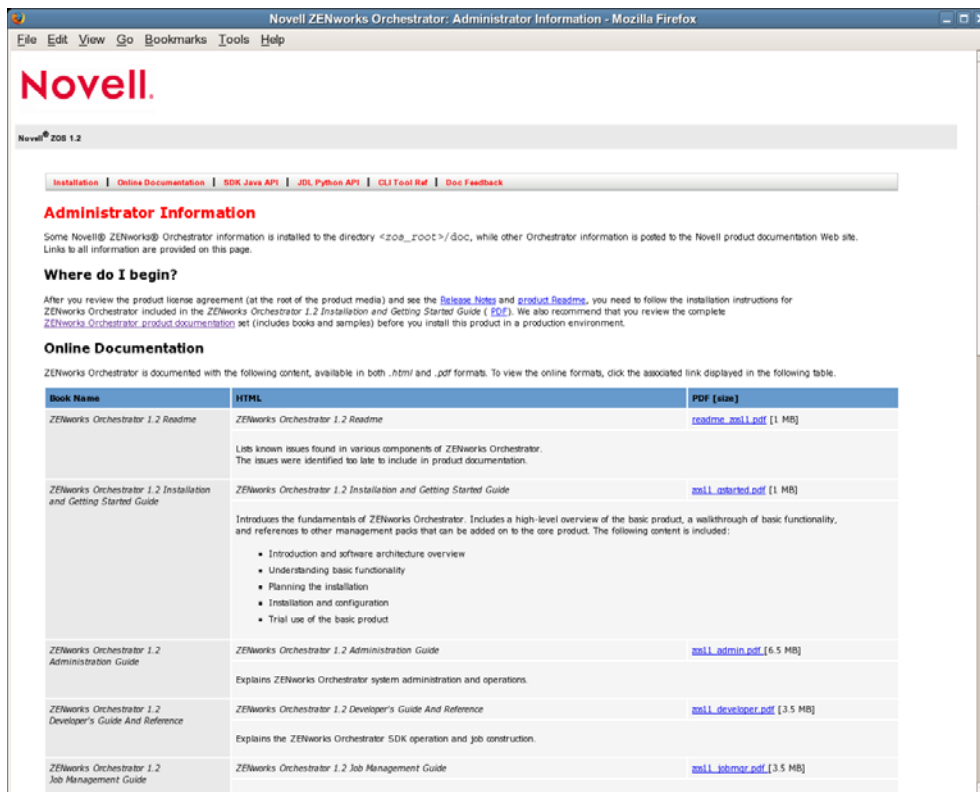 Novell ZENworks Orchestrator: Administrator Information - Mozilla Firefox
File Edit View Go Bookmarks Tools Help
Novell.
Novell® ZOS 1.2
Installation | Online Documentation | SDK Java API | JDL Python API | CLI Tool Ref | Doc Feedback
Administrator Information
Some Novell® ZENworks® Orchestrator information is installed to the directory <zos_root>/doc, while other Orchestrator information is posted to the Novell product documentation Web site.
Links to all information are provided on this page.
Where do I begin?
After you review the product license agreement (at the root of the product media) and see the Release Notes and product Readme, you need to follow the installation instructions for
ZENworks Orchestrator included in the ZENworks Orchestrator 1.2 Installation and Getting Started Guide ( PDF). We also recommend that you review the complete
ZENworks Orchestrator product documentation set (includes books and samples) before you install this product in a production environment.
Online Documentation
ZENworks Orchestrator is documented with the following content, available in both .html and .pdf formats. To view the online formats, click the associated link displayed in the following table.
Book Name HTML PDF [size]
ZENworks Orchestrator 1.2 Readme ZENworks Orchestrator 1.2 Readme readme_zos11.pdf [1 MB]
Lists known issues found in various components of ZENworks Orchestrator.
The issues were identified too late to include in product documentation.
ZENworks Orchestrator 1.2 Installation ZENworks Orchestrator 1.2 Installation and Getting Started Guide zos11_gstarted.pdf [1 MB]
and Getting Started Guide
Introduces the fundamentals of ZENworks Orchestrator. Includes a high-level overview of the basic product, a walkthrough of basic functionality,
and references to other management packs that can be added on to the core product. The following content is included:
▪ Introduction and software architecture overview
▪ Understanding basic functionality
▪ Planning the installation
▪ Installation and configuration
▪ Trial use of the basic product
ZENworks Orchestrator 1.2 ZENworks Orchestrator 1.2 Administration Guide zos11_admin.pdf [6.5 MB]
Administration Guide
Explains ZENworks Orchestrator system administration and operations.
ZENworks Orchestrator 1.2 ZENworks Orchestrator 1.2 Developer's Guide And Reference zos11_developer.pdf [3.5 MB]
Developer's Guide And Reference
Explains the ZENworks Orchestrator SDK operation and job construction.
ZENworks Orchestrator 1.2 ZENworks Orchestrator 1.2 Job Management Guide zos11_jobmgr.pdf [3.5 MB]
Job Management Guide